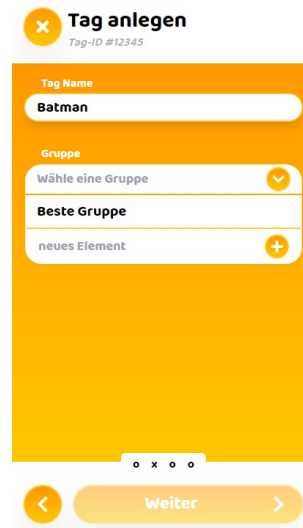 Tag anlegen
Tag-ID #12345
Tag Name
Batman
Gruppe
Wähle eine Gruppe
Beste Gruppe
neues Element
o x o o
Weiter